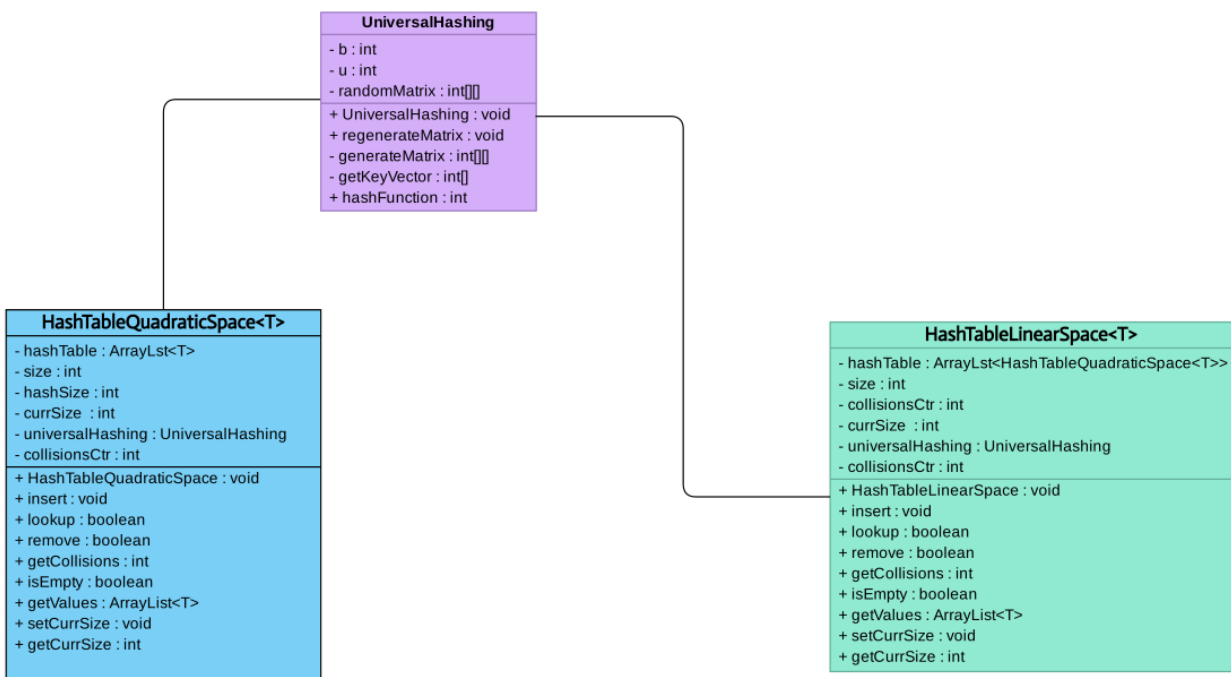 UniversalHashing
- b : int
- u : int
- randomMatrix : int[][]
+ UniversalHashing : void
+ regenerateMatrix : void
- generateMatrix : int[][]
- getKeyVector : int[]
+ hashFunction : int
HashTableQuadraticSpace<T>
- hashTable : ArrayLst<T>
- size : int
- hashSize : int
- currSize : int
- universalHashing : UniversalHashing
- collisionsCtr : int
+ HashTableQuadraticSpace : void
+ insert : void
+ lookup : boolean
+ remove : boolean
+ getCollisions : int
+ isEmpty : boolean
+ getValues : ArrayList<T>
+ setCurrSize : void
+ getCurrSize : int
HashTableLinearSpace<T>
- hashTable : ArrayLst<HashTableQuadraticSpace<T>>
- size : int
- collisionsCtr : int
- currSize : int
- universalHashing : UniversalHashing
- collisionsCtr : int
+ HashTableLinearSpace : void
+ insert : void
+ lookup : boolean
+ remove : boolean
+ getCollisions : int
+ isEmpty : boolean
+ getValues : ArrayList<T>
+ setCurrSize : void
+ getCurrSize : int